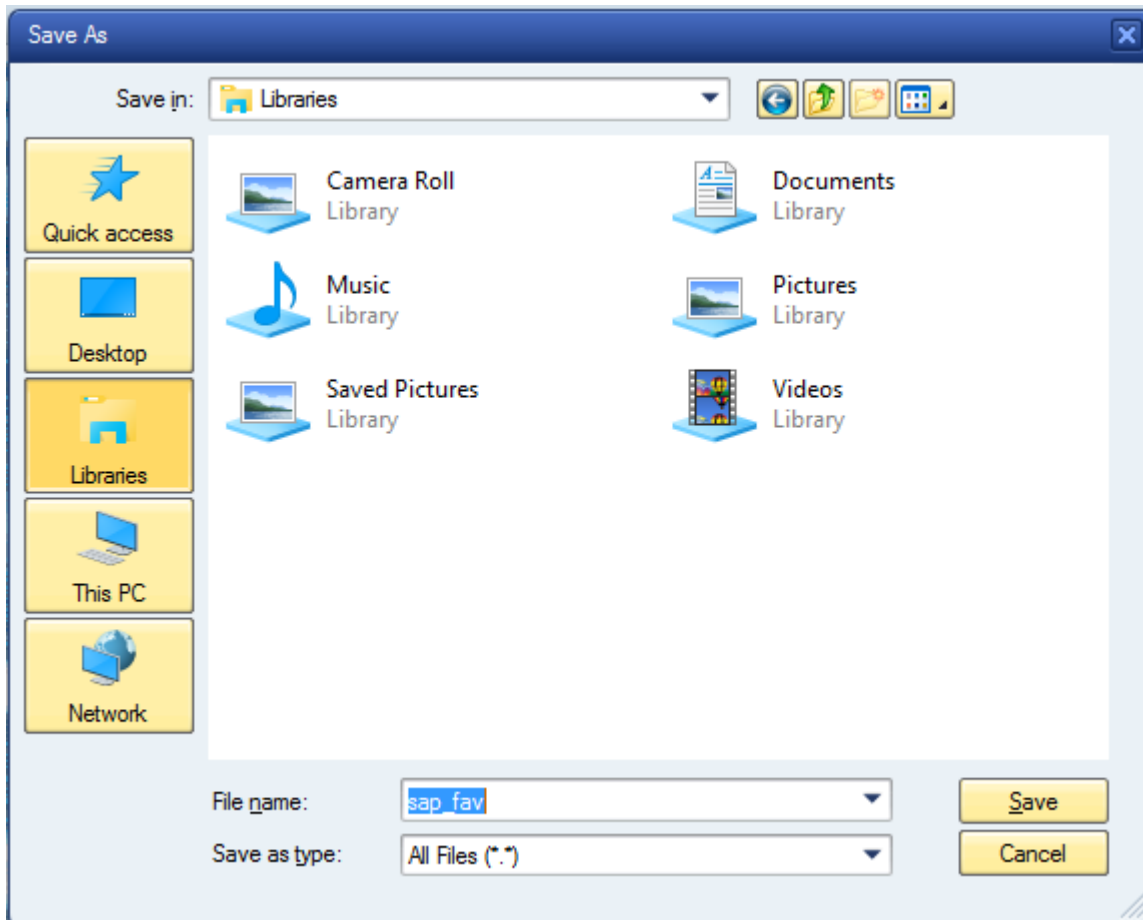 Save As
Save in:
Libraries
Quick access
Desktop
Libraries
This PC
Network
Camera Roll
Library
Documents
Library
Music
Library
Pictures
Library
Saved Pictures
Library
Videos
Library
File name:
sap_fav
Save
Save as type:
All Files (*.*)
Cancel